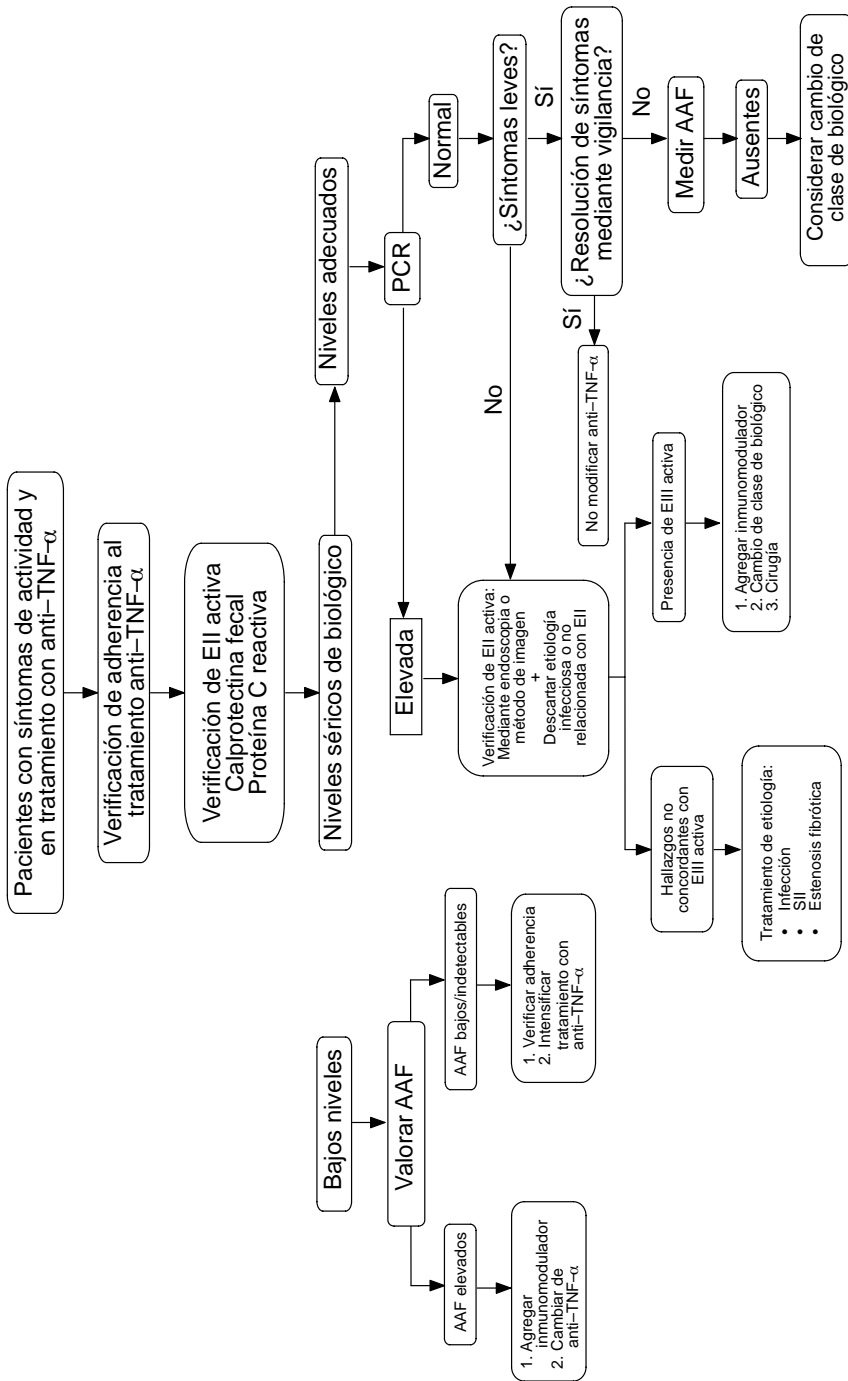 Pacientes con síntomas de actividad y
en tratamiento con anti–TNF–α
Verificación de adherencia al
tratamiento anti–TNF–α
Verificación de EII activa
Calprotectina fecal
Proteína C reactiva
Niveles séricos de biológico
Bajos niveles
Valorar AAF
AAF elevados
1. Agregar
inmunomodulador
2. Cambiar de
anti–TNF–α
AAF bajos/indetectables
1. Verificar adherencia
2. Intensificar
tratamiento con
anti–TNF–α
Niveles adecuados
PCR
Elevada
Normal
Verificación de EII activa:
Mediante endoscopia o
método de imagen
+
Descartar etiología
infecciosa o no
relacionada con EII
Hallazgos no
concordantes con
EIII activa
Tratamiento de etiología:
• Infección
• SII
• Estenosis fibrótica
Presencia de EIII activa
1. Agregar inmunomodulador
2. Cambio de clase de biológico
3. Cirugía
¿Síntomas leves?
No
Sí
¿Resolución de síntomas
mediante vigilancia?
Sí
No modificar anti–TNF–α
No
Medir AAF
Ausentes
Considerar cambio de
clase de biológico